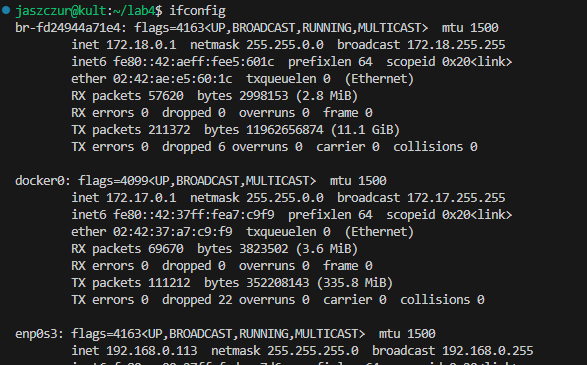 jaszczur@kult:~/lab4$ ifconfig
br-fd24944a71e4: flags=4163<UP,BROADCAST,RUNNING,MULTICAST>  mtu 1500
        inet 172.18.0.1  netmask 255.255.0.0  broadcast 172.18.255.255
        inet6 fe80::42:aeff:fee5:601c  prefixlen 64  scopeid 0x20<link>
        ether 02:42:ae:e5:60:1c  txqueuelen 0  (Ethernet)
        RX packets 57620  bytes 2998153 (2.8 MiB)
        RX errors 0  dropped 0  overruns 0  frame 0
        TX packets 211372  bytes 11962656874 (11.1 GiB)
        TX errors 0  dropped 6 overruns 0  carrier 0  collisions 0

docker0: flags=4099<UP,BROADCAST,MULTICAST>  mtu 1500
        inet 172.17.0.1  netmask 255.255.0.0  broadcast 172.17.255.255
        inet6 fe80::42:37ff:fea7:c9f9  prefixlen 64  scopeid 0x20<link>
        ether 02:42:37:a7:c9:f9  txqueuelen 0  (Ethernet)
        RX packets 69670  bytes 3823502 (3.6 MiB)
        RX errors 0  dropped 0  overruns 0  frame 0
        TX packets 111212  bytes 352208143 (335.8 MiB)
        TX errors 0  dropped 22 overruns 0  carrier 0  collisions 0

enp0s3: flags=4163<UP,BROADCAST,RUNNING,MULTICAST>  mtu 1500
        inet 192.168.0.113  netmask 255.255.255.0  broadcast 192.168.0.255